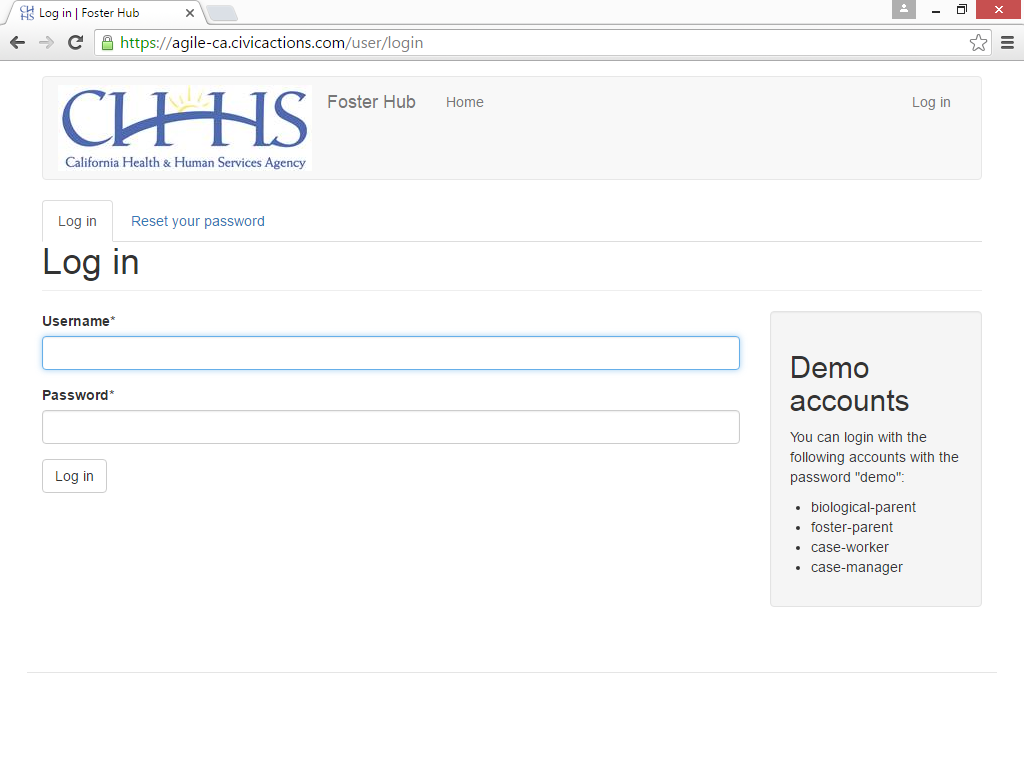 Log in | Foster Hub
https://agile-ca.civicactions.com/user/login
CHHS
California Health & Human Services Agency
Foster Hub
Home
Log in
Log in
Reset your password
Log in
Username*
Password*
Log in
Demo
accounts
You can login with the
following accounts with the
password "demo":
biological-parent
foster-parent
case-worker
case-manager